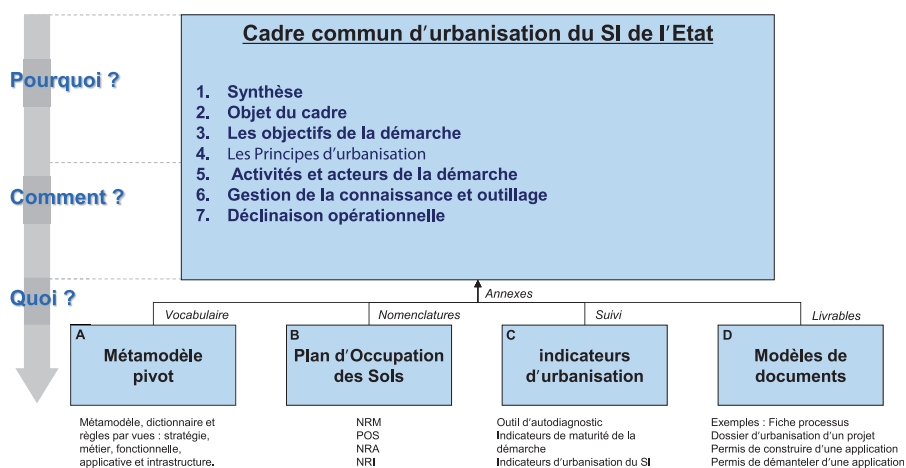 Cadre commun d'urbanisation du SI de l'Etat
Pourquoi ?
1. Synthèse
2. Objet du cadre
3. Les objectifs de la démarche
4. Les Principes d'urbanisation
5. Activités et acteurs de la démarche
6. Gestion de la connaissance et outillage
7. Déclinaison opérationnelle
Comment ?
Quoi ?
Annexes
Vocabulaire
Nomenclatures
Suivi
Livrables
A
Métamodèle
pivot
B
Plan d'Occupation
des Sols
C
indicateurs
d'urbanisation
D
Modèles de
documents
Métamodèle, dictionnaire et
règles par vues : stratégie,
métier, fonctionnelle,
applicative et intrastructure.
NRM
POS
NRA
NRI
Outil d'autodiagnostic
Indicateurs de maturité de la
démarche
Indicateurs d'urbanisation du SI
Exemples : Fiche processus
Dossier d'urbanisation d'un projet
Permis de construire d'une application
Permis de démanteler d'une application